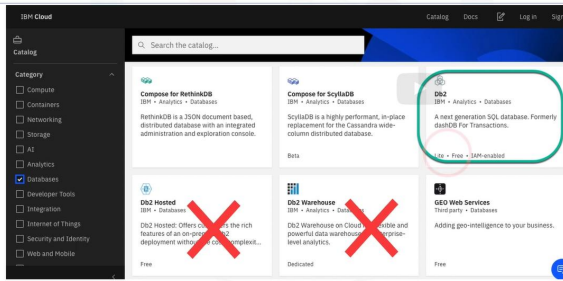 IBM Cloud
Catalog
Docs
Log in
Sign
Catalog
Search the catalog...
Category
Compute
Containers
Networking
Storage
AI
Analytics
Databases
Developer Tools
Integration
Internet of Things
Security and Identity
Web and Mobile
Compose for RethinkDB
IBM • Analytics • Databases
RethinkDB is a JSON document based,
distributed database with an integrated
administration and exploration console.
Compose for ScyllaDB
IBM • Analytics • Databases
ScyllaDB is a highly performant, in-place
replacement for the Cassandra wide-
column distributed database.
Beta
Db2
IBM • Analytics • Databases
A next generation SQL database. Formerly
dashDB For Transactions.
Lite • Free • IAM-enabled
Db2 Hosted
IBM • Databases
Db2 Hosted: Offers the rich
features of an
deployment
Free
Db2 Warehouse
IBM • Analytics •
Db2 Warehouse on Cloud and
powerful data
level analytics.
Dedicated
GEO Web Services
Third party • Databases
Adding geo-intelligence to your business.
Free